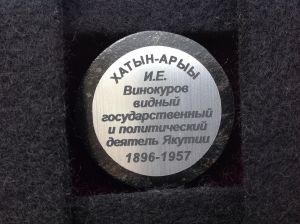 ХАТЫН-АРЫЫ
И.Е.
Винокуров
видный
государственный
и политический
деятель Якутии
1896-1957